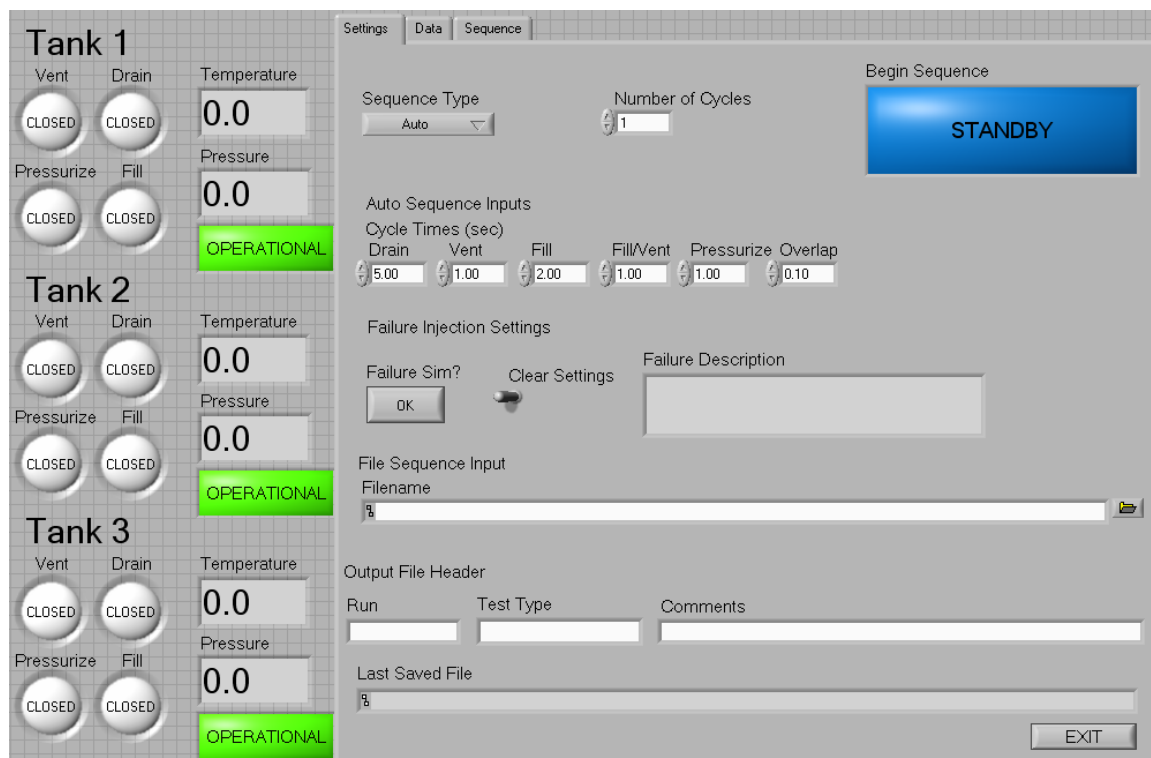 Tank 1
Vent Drain Temperature
CLOSED CLOSED 0.0
Pressurize Fill Pressure
CLOSED CLOSED 0.0
OPERATIONAL
Tank 2
Vent Drain Temperature
CLOSED CLOSED 0.0
Pressurize Fill Pressure
CLOSED CLOSED 0.0
OPERATIONAL
Tank 3
Vent Drain Temperature
CLOSED CLOSED 0.0
Pressurize Fill Pressure
CLOSED CLOSED 0.0
OPERATIONAL
Settings Data Sequence
Begin Sequence
Sequence Type Number of Cycles
Auto 1
STANDBY
Auto Sequence Inputs
Cycle Times (sec)
Drain Vent Fill Fill/Vent Pressurize Overlap
5.00 1.00 2.00 1.00 1.00 0.10
Failure Injection Settings
Failure Sim? Clear Settings Failure Description
OK
File Sequence Input
Filename
Output File Header
Run Test Type Comments
Last Saved File
EXIT